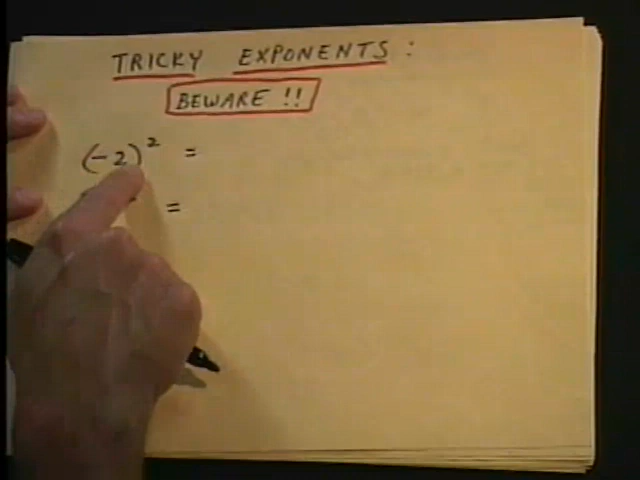 TRICKY EXPONENTS :
BEWARE !!
(-2)² =
=